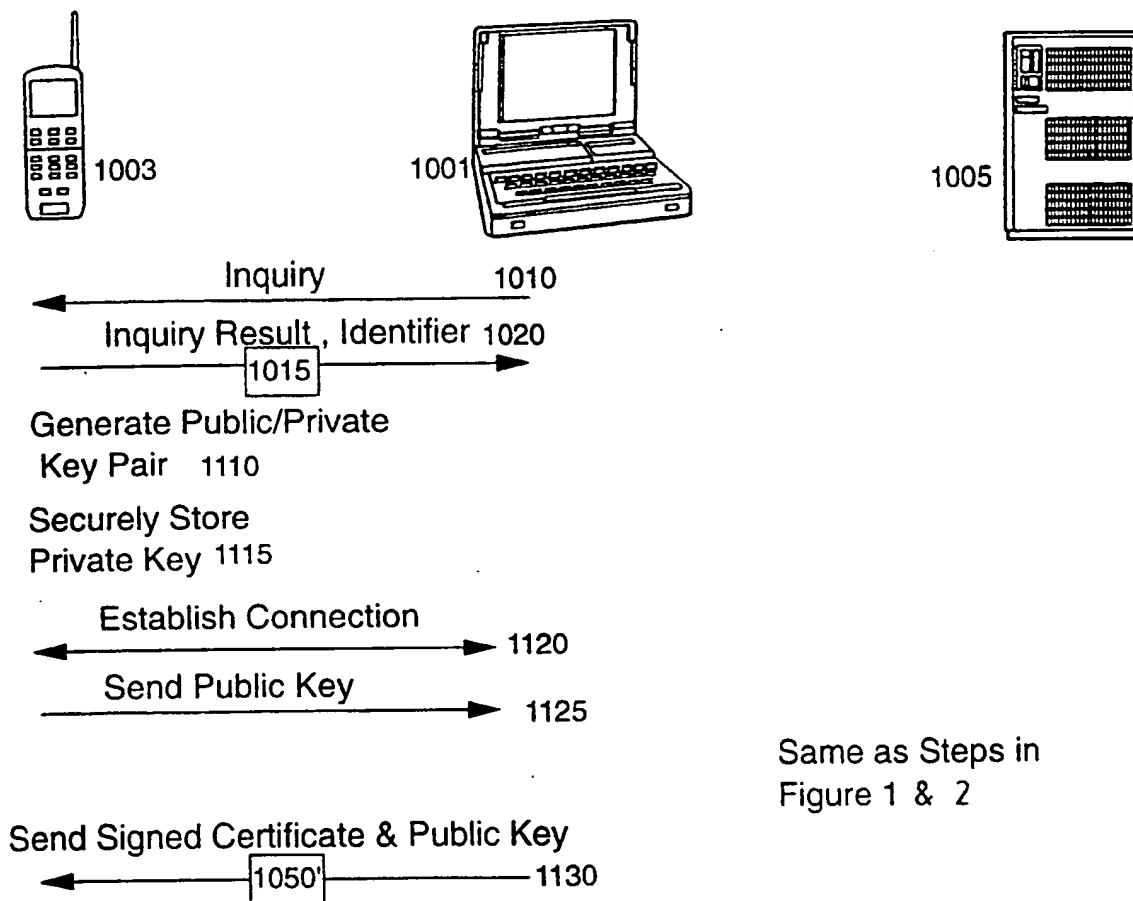 1003
1001
1005
Inquiry 1010
Inquiry Result , Identifier 1020
1015
Generate Public/Private
Key Pair 1110
Securely Store
Private Key 1115
Establish Connection
1120
Send Public Key
1125
Same as Steps in
Figure 1 & 2
Send Signed Certificate & Public Key
1050' 1130